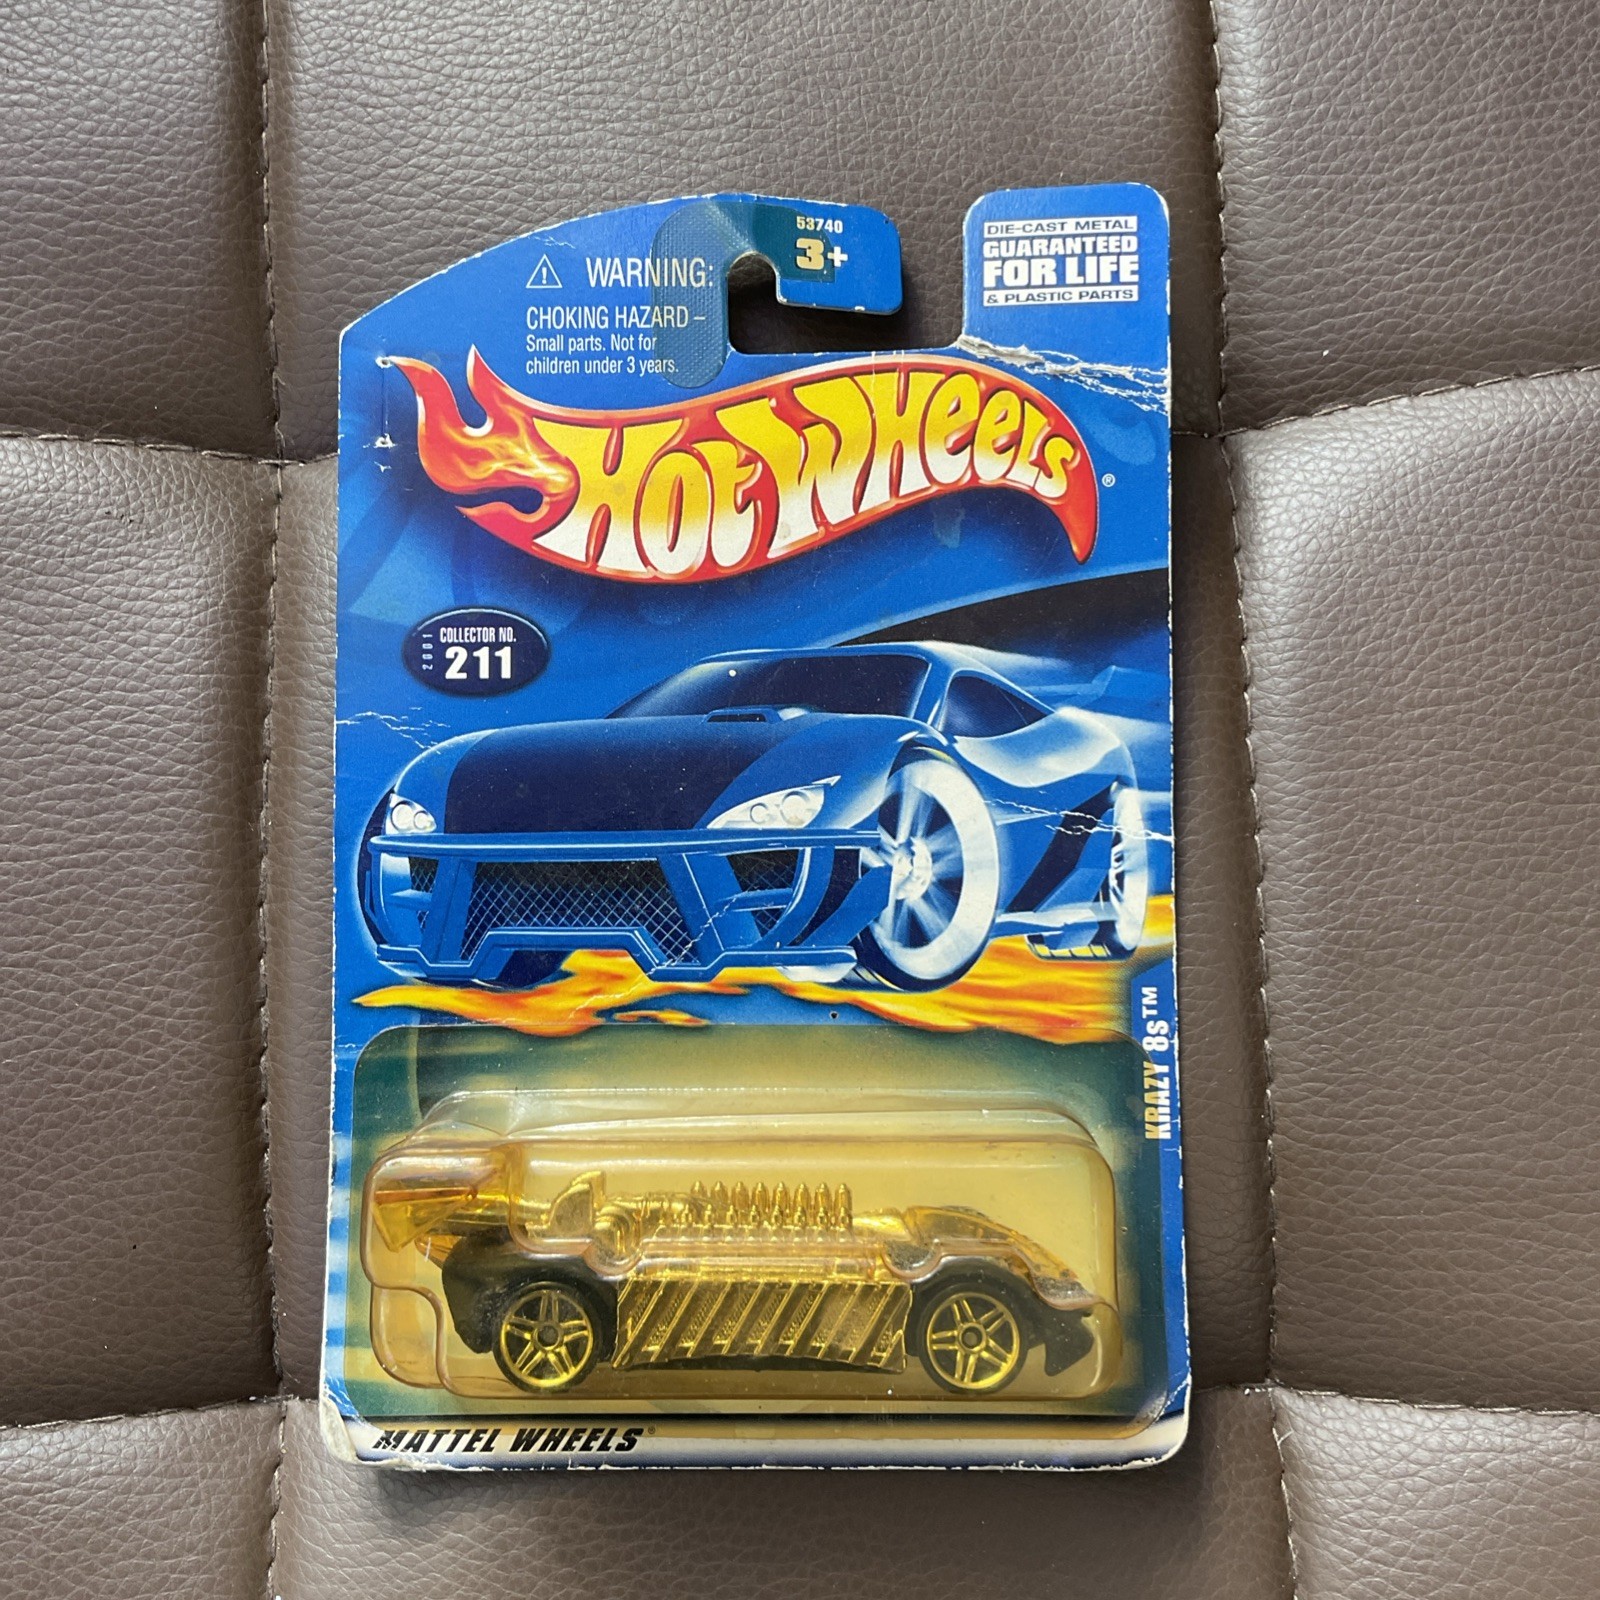 53740
3+
WARNING:
CHOKING HAZARD –
Small parts. Not for
children under 3 years.
DIE-CAST METAL
GUARANTEED
FOR LIFE
& PLASTIC PARTS
HOT WHEELS®
2001
COLLECTOR NO.
211
KRAZY 8s™
MATTEL WHEELS®